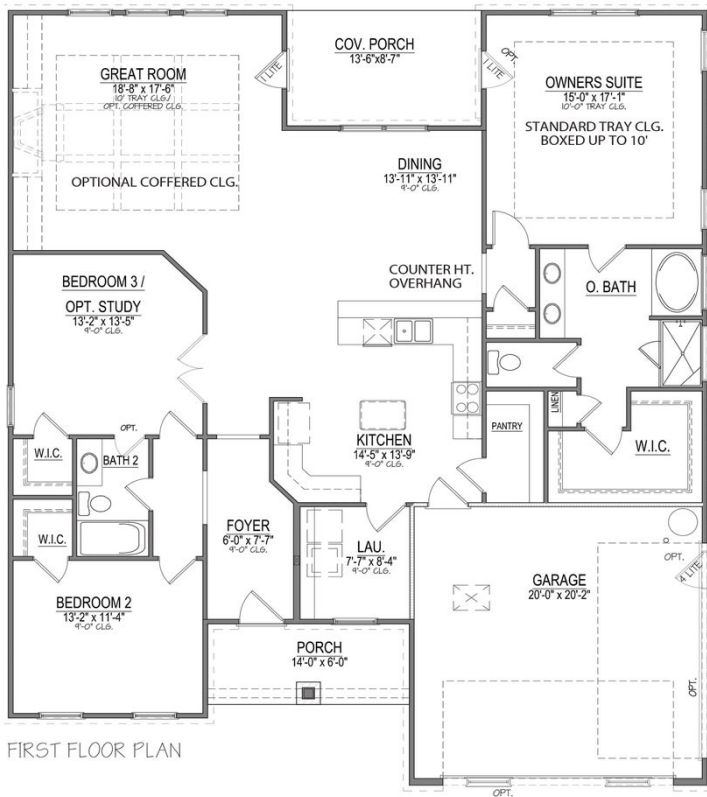 COV. PORCH
13'-6"x8'-7"
1 LITE
1 LITE
OPT.
GREAT ROOM
18'-8" x 17'-6"
10' TRAY CLG./
OPT. COFFERED CLG.
OPTIONAL COFFERED CLG.
OWNERS SUITE
15'-0" x 17'-1"
10'-0" TRAY CLG.
STANDARD TRAY CLG.
BOXED UP TO 10'
DINING
13'-11" x 13'-11"
9'-0" CLG.
COUNTER HT.
OVERHANG
BEDROOM 3 /
OPT. STUDY
13'-2" x 13'-5"
9'-0" CLG.
O. BATH
OPT.
W.I.C.
BATH 2
KITCHEN
14'-5" x 13'-9"
9'-0" CLG.
PANTRY
LINEN
W.I.C.
W.I.C.
FOYER
6'-0" x 7'-7"
9'-0" CLG.
LAU.
7'-7" x 8'-4"
9'-0" CLG.
OPT.
4 LITE
GARAGE
20'-0" x 20'-2"
BEDROOM 2
13'-2" x 11'-4"
9'-0" CLG.
PORCH
14'-0" x 6'-0"
OPT.
FIRST FLOOR PLAN
OPT.